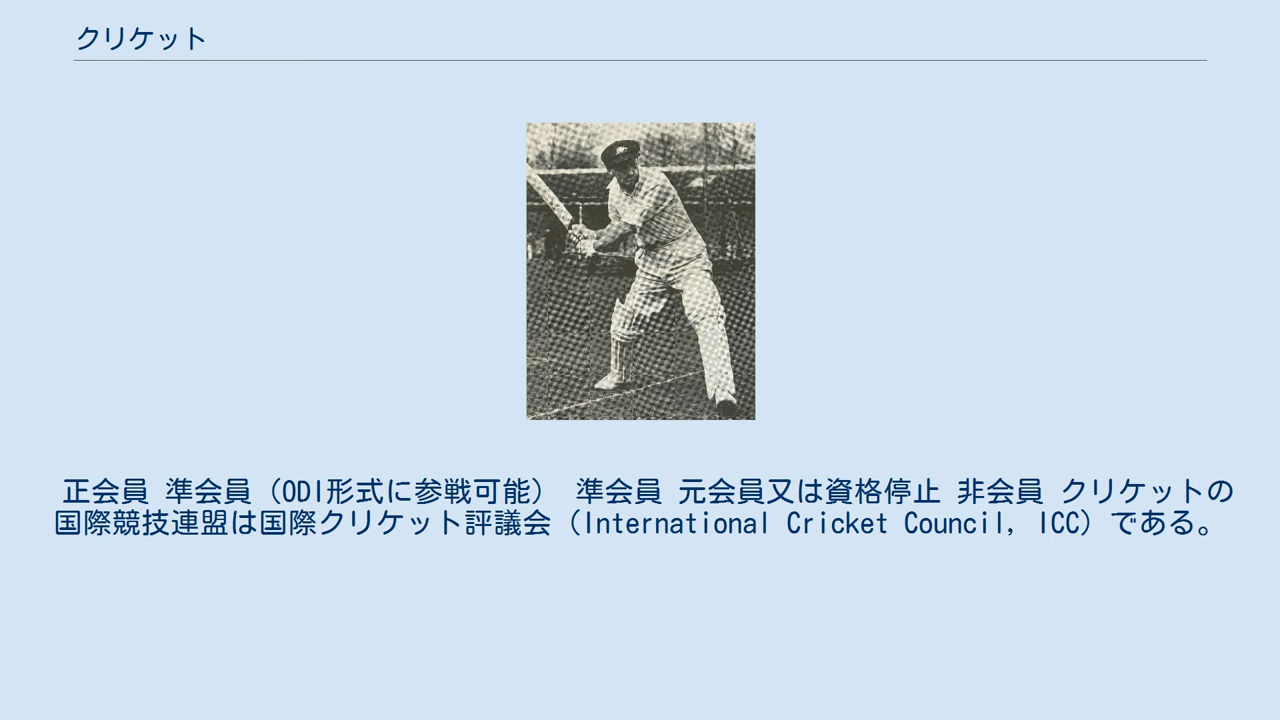 クリケット
正会員 準会員（ODI形式に参戦可能） 準会員 元会員又は資格停止 非会員 クリケットの
国際競技連盟は国際クリケット評議会（International Cricket Council, ICC）である。